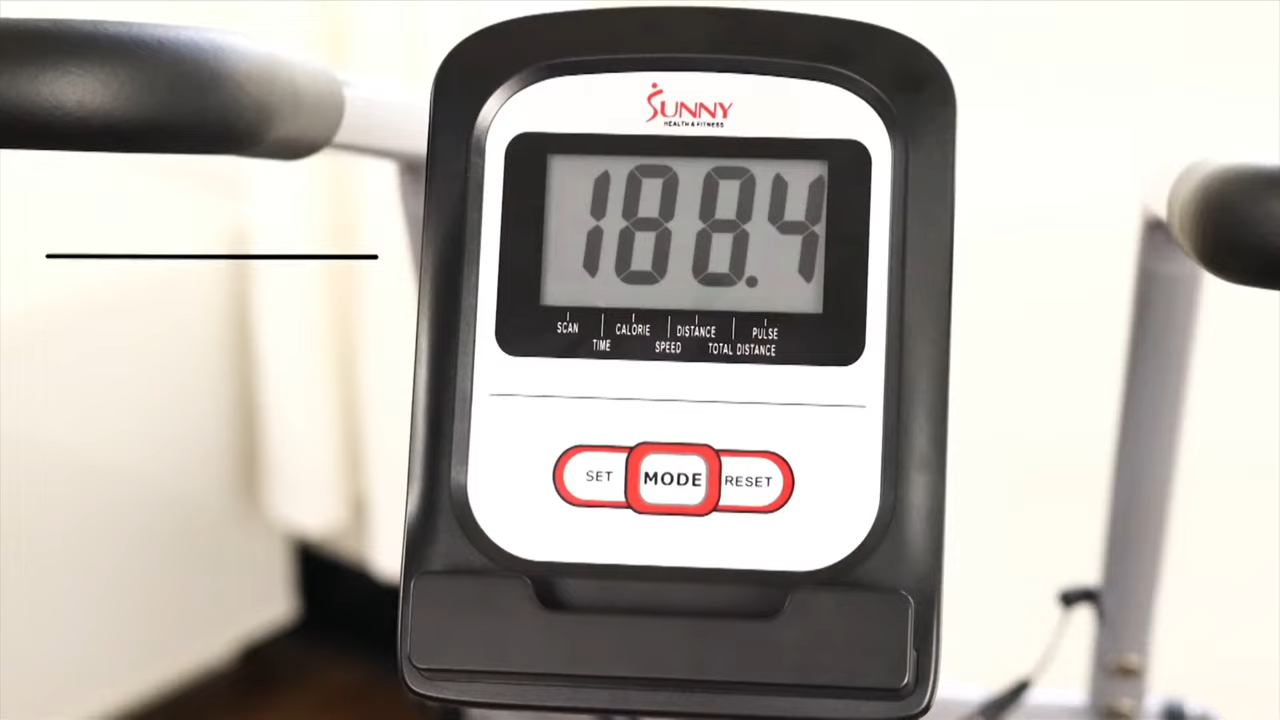 SUNNY
HEALTH & FITNESS
188.4
SCAN CALORIE DISTANCE PULSE
TIME SPEED TOTAL DISTANCE
SET MODE RESET